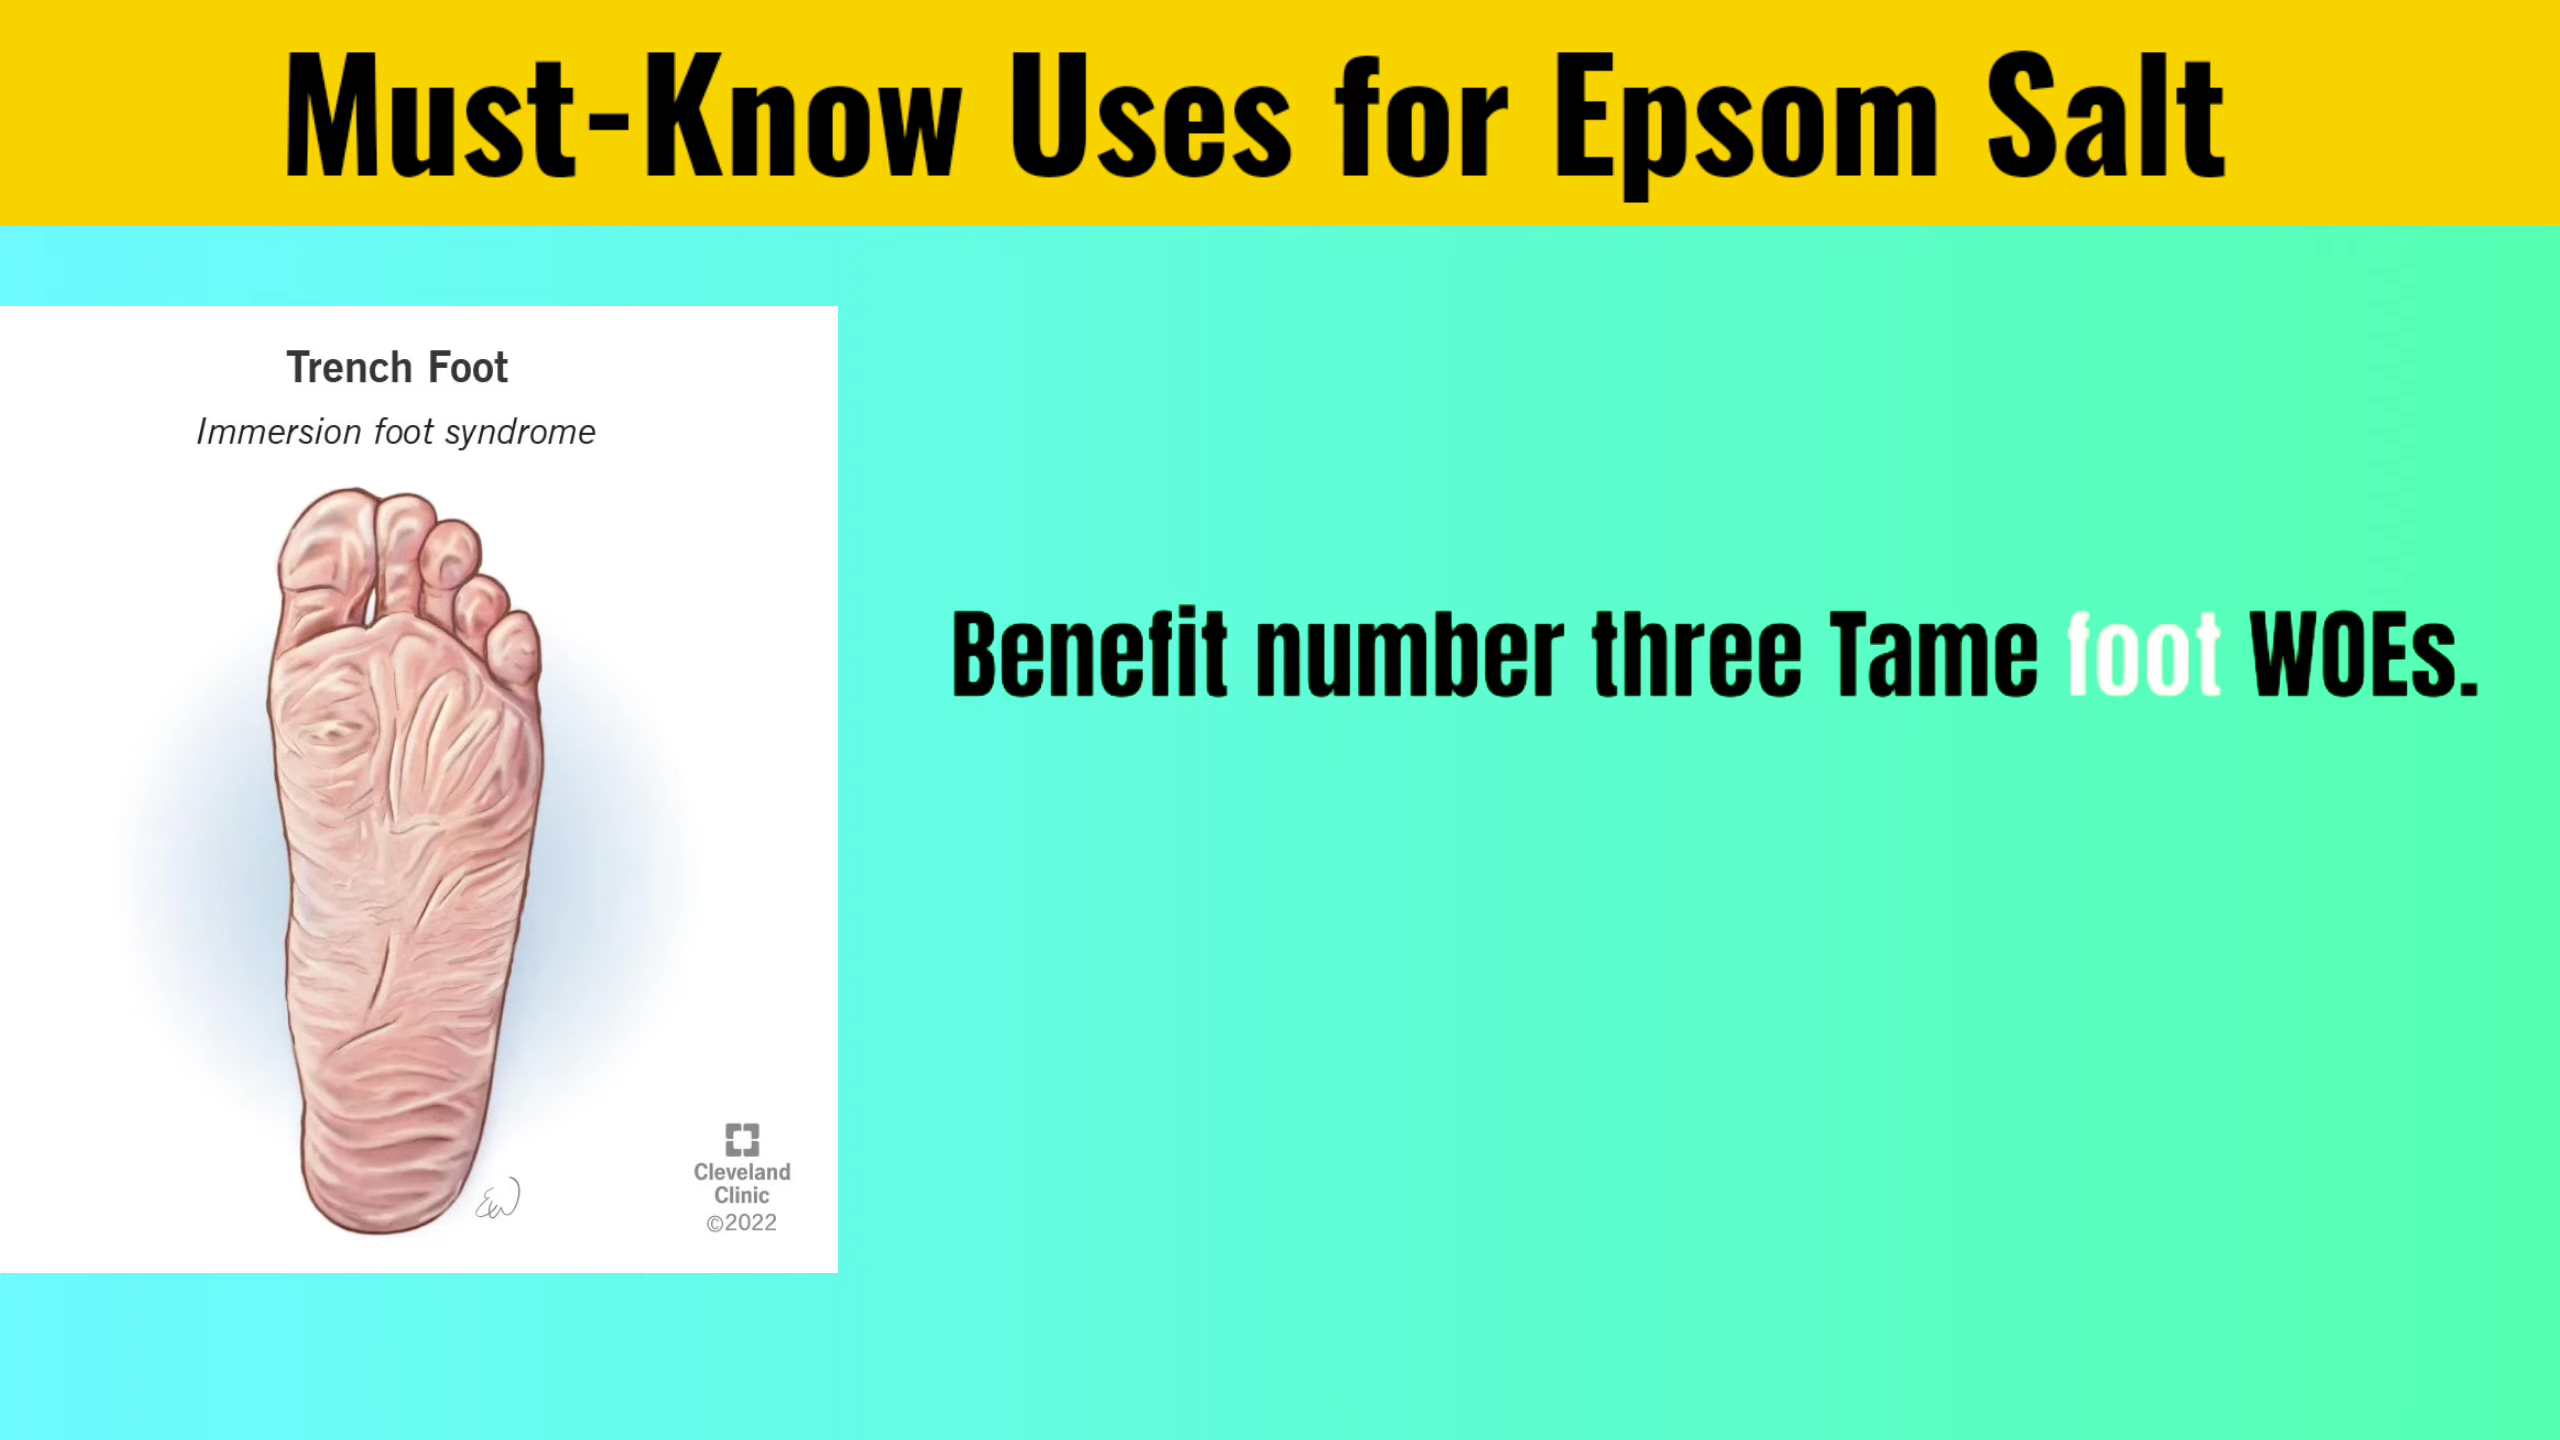 Must-Know Uses for Epsom Salt
Trench Foot
Immersion foot syndrome
Benefit number three Tame foot WOEs.
Cleveland
Clinic
©2022